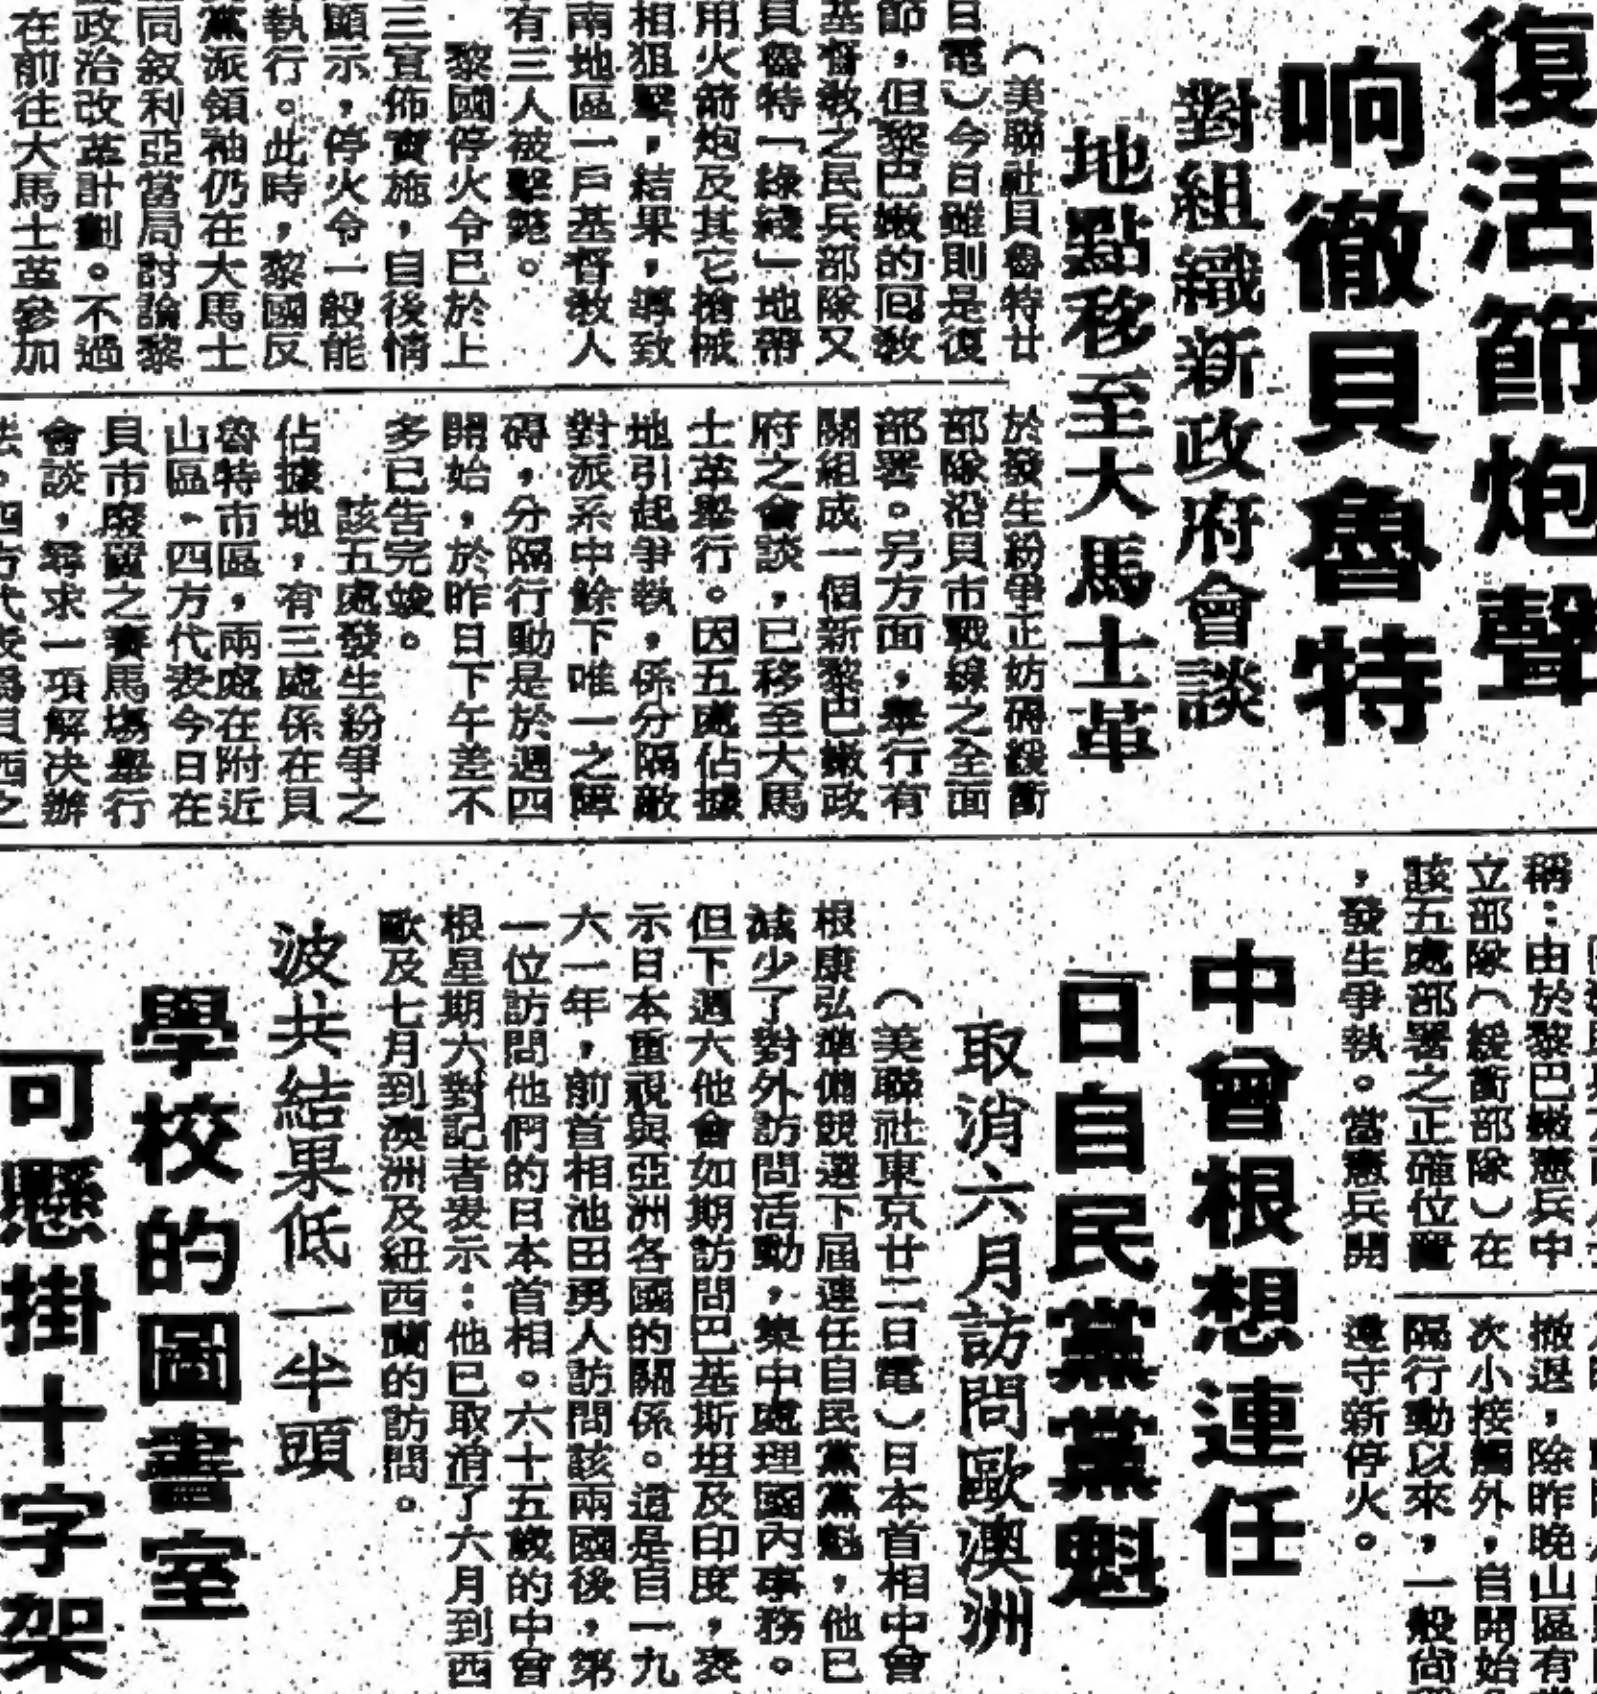 復活節炮聲
响徹貝魯特
對組織新政府會談
地點移至大馬士革
(美聯社貝魯特廿
日電)今日雖則是復
節,但黎巴嫩的回教
基督教之民兵部隊又
貝魯特「綠綫」地帶
用火箭炮及其它槍械
相狙擊,結果,導致
兩地區一戶基督教人
有三人被擊斃。
黎國停火令已於上
三宣佈實施,自後情
顯示,停火令一般能
執行。此時,黎國反
黨派領袖仍在大馬士
同敘利亞當局討論黎
政治改革計劃。不過
在前往大馬士革參加
於發生紛爭正妨碍緩衝
部隊沿貝市戰線之全面
部署。另方面,舉行有
關組成一個新黎巴嫩政
府之會談,已移至大馬
士革舉行。因五處佔據
地引起爭執,係分隔敵
對派系中餘下唯一之障
碍,分隔行動是於週四
開始,於昨日下午差不
多已告完竣。
該五處發生紛爭之
佔據地,有三處係在貝
魯特市區,兩處在附近
山區。四方代表今日在
貝市廢置之賽馬場舉行
會談,尋求一項解決辦
法。四方代表為貝西之
稱:由於黎巴嫩憲兵中
立部隊(緩衝部隊)在
該五處部署之正確位置
,發生爭執。當憲兵開
撤退,除昨晚山區有
次小接觸外,自開始
隔行動以來,一般尚
遵守新停火。
中曾根想連任
日自民黨黨魁
取消六月訪問歐澳洲
(美聯社東京廿二日電)日本首相中曾
根康弘準備競選下屆連任自民黨黨魁,他已
減少了對外訪問活動,集中處理國內事務。
但下週六他會如期訪問巴基斯坦及印度,表
示日本重視與亞洲各國的關係。這是自一九
六一年,前首相池田勇人訪問該兩國後,第
一位訪問他們的日本首相。六十五歲的中曾
根星期六對記者表示:他已取消了六月到西
歐及七月到澳洲及紐西蘭的訪問。
波共結果低一半頭
學校的圖書室
可懸掛十字架